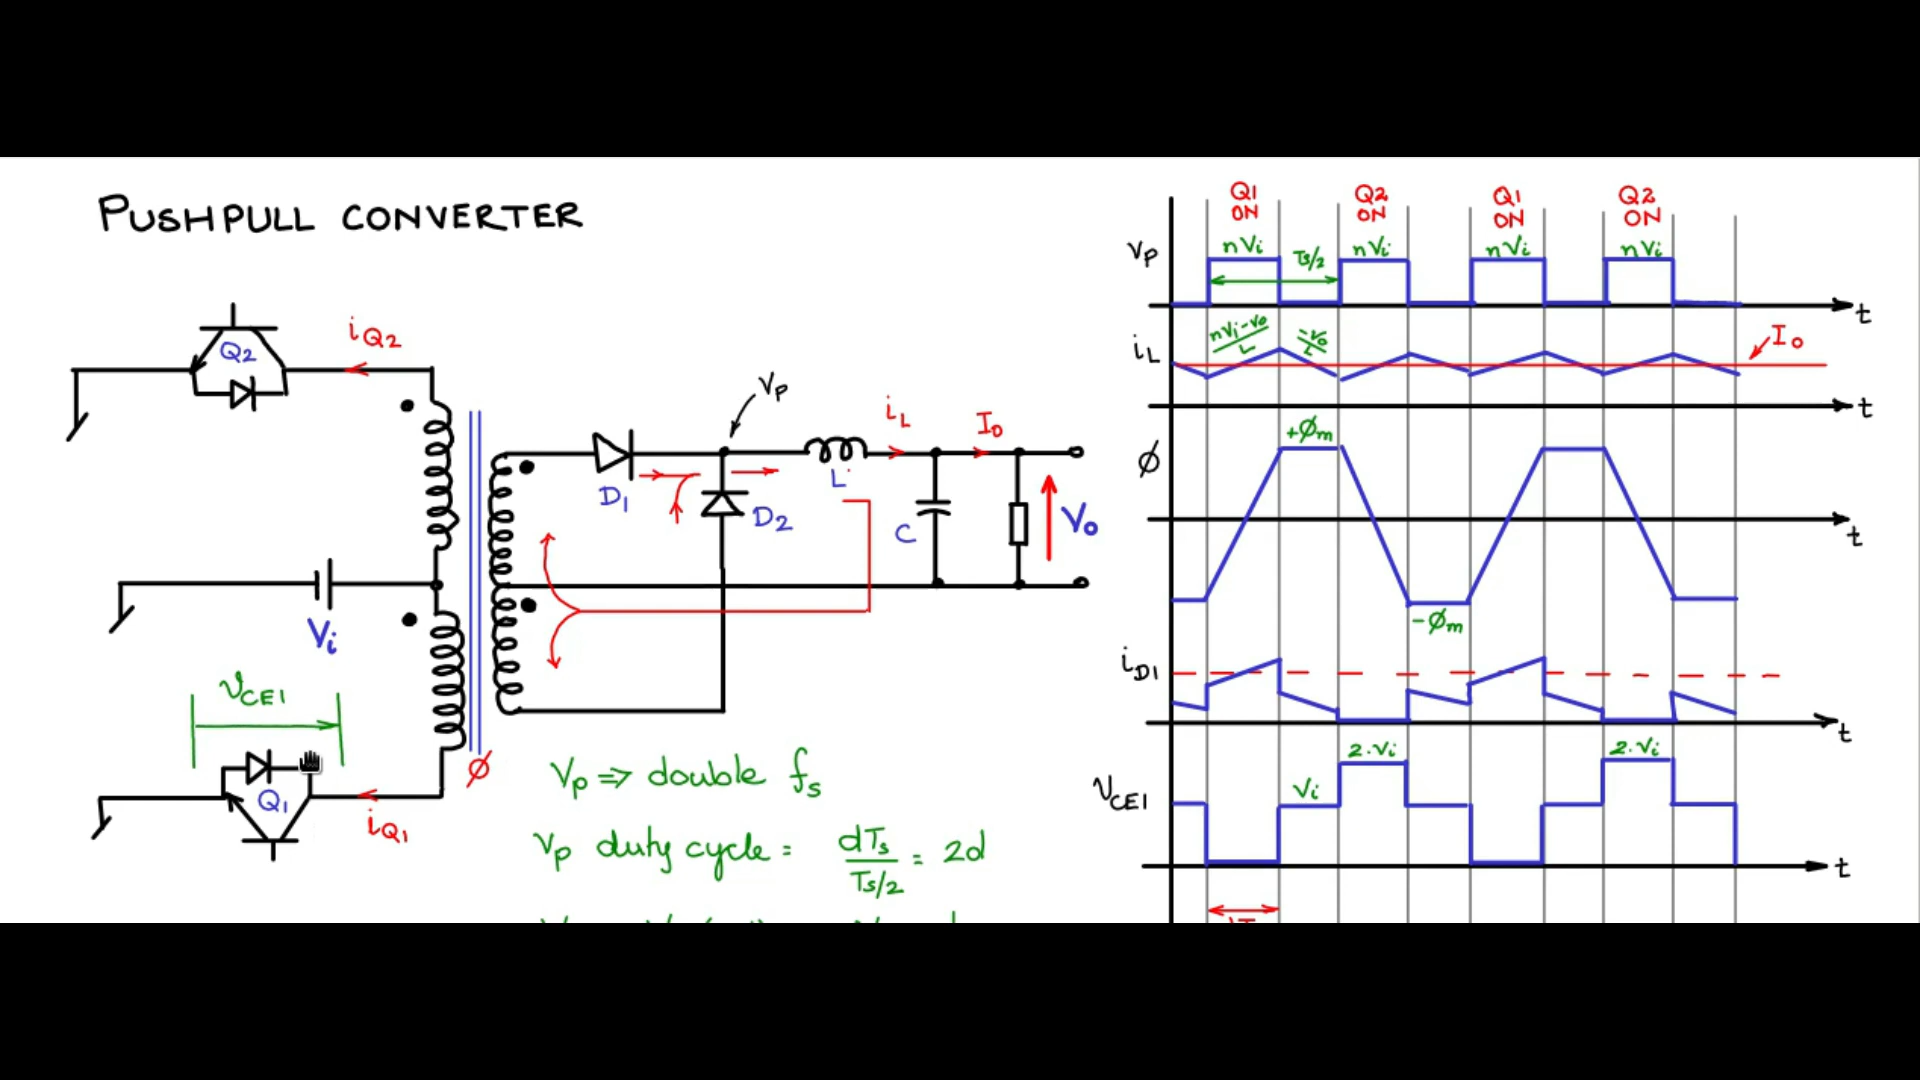 PUSHPULL CONVERTER
Q2
iQ2
Vi
vCE1
Q1
iQ1
ϕ
D1
D2
vp
L
iL
Io
C
Vo
Vp => double fs
vp duty cycle = dTs / Ts/2 = 2d
Q1 ON
Q2 ON
Q1 ON
Q2 ON
vp
nVi
Ts/2
nVi
nVi
nVi
t
iL
nVi-Vo / L
-Vo / L
Io
t
ϕ
+ϕm
-ϕm
t
iD1
t
vCE1
Vi
2.Vi
2.Vi
t